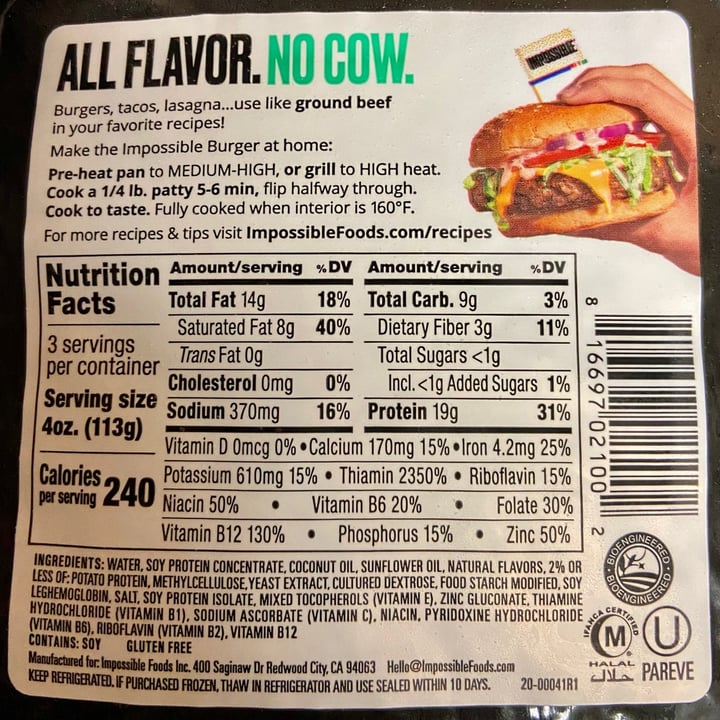 ALL FLAVOR. NO COW.
IMPOSSIBLE
Burgers, tacos, lasagna...use like ground beef
in your favorite recipes!
Make the Impossible Burger at home:
Pre-heat pan to MEDIUM-HIGH, or grill to HIGH heat.
Cook a 1/4 lb. patty 5-6 min, flip halfway through.
Cook to taste. Fully cooked when interior is 160°F.
For more recipes & tips visit ImpossibleFoods.com/recipes
Nutrition
Facts
3 servings
per container
Serving size
4oz. (113g)
Calories
per serving
240
Amount/serving %DV
Total Fat 14g 18%
Saturated Fat 8g 40%
Trans Fat 0g
Cholesterol 0mg 0%
Sodium 370mg 16%
Amount/serving %DV
Total Carb. 9g 3%
Dietary Fiber 3g 11%
Total Sugars <1g
Incl. <1g Added Sugars 1%
Protein 19g 31%
Vitamin D 0mcg 0% • Calcium 170mg 15% • Iron 4.2mg 25%
Potassium 610mg 15% • Thiamin 2350% • Riboflavin 15%
Niacin 50% • Vitamin B6 20% • Folate 30%
Vitamin B12 130% • Phosphorus 15% • Zinc 50%
8 16697 02100 2
INGREDIENTS: WATER, SOY PROTEIN CONCENTRATE, COCONUT OIL, SUNFLOWER OIL, NATURAL FLAVORS, 2% OR
LESS OF: POTATO PROTEIN, METHYLCELLULOSE, YEAST EXTRACT, CULTURED DEXTROSE, FOOD STARCH MODIFIED, SOY
LEGHEMOGLOBIN, SALT, SOY PROTEIN ISOLATE, MIXED TOCOPHEROLS (VITAMIN E), ZINC GLUCONATE, THIAMINE
HYDROCHLORIDE (VITAMIN B1), SODIUM ASCORBATE (VITAMIN C), NIACIN, PYRIDOXINE HYDROCHLORIDE
(VITAMIN B6), RIBOFLAVIN (VITAMIN B2), VITAMIN B12
CONTAINS: SOY GLUTEN FREE
Manufactured for: Impossible Foods Inc. 400 Saginaw Dr Redwood City, CA 94063 Hello@ImpossibleFoods.com
KEEP REFRIGERATED. IF PURCHASED FROZEN, THAW IN REFRIGERATOR AND USE SEALED WITHIN 10 DAYS. 20-00041R1
BIOENGINEERED
BIOENGINEERED
IFANCA CERTIFIED
M
HALAL
حلال
U
PAREVE